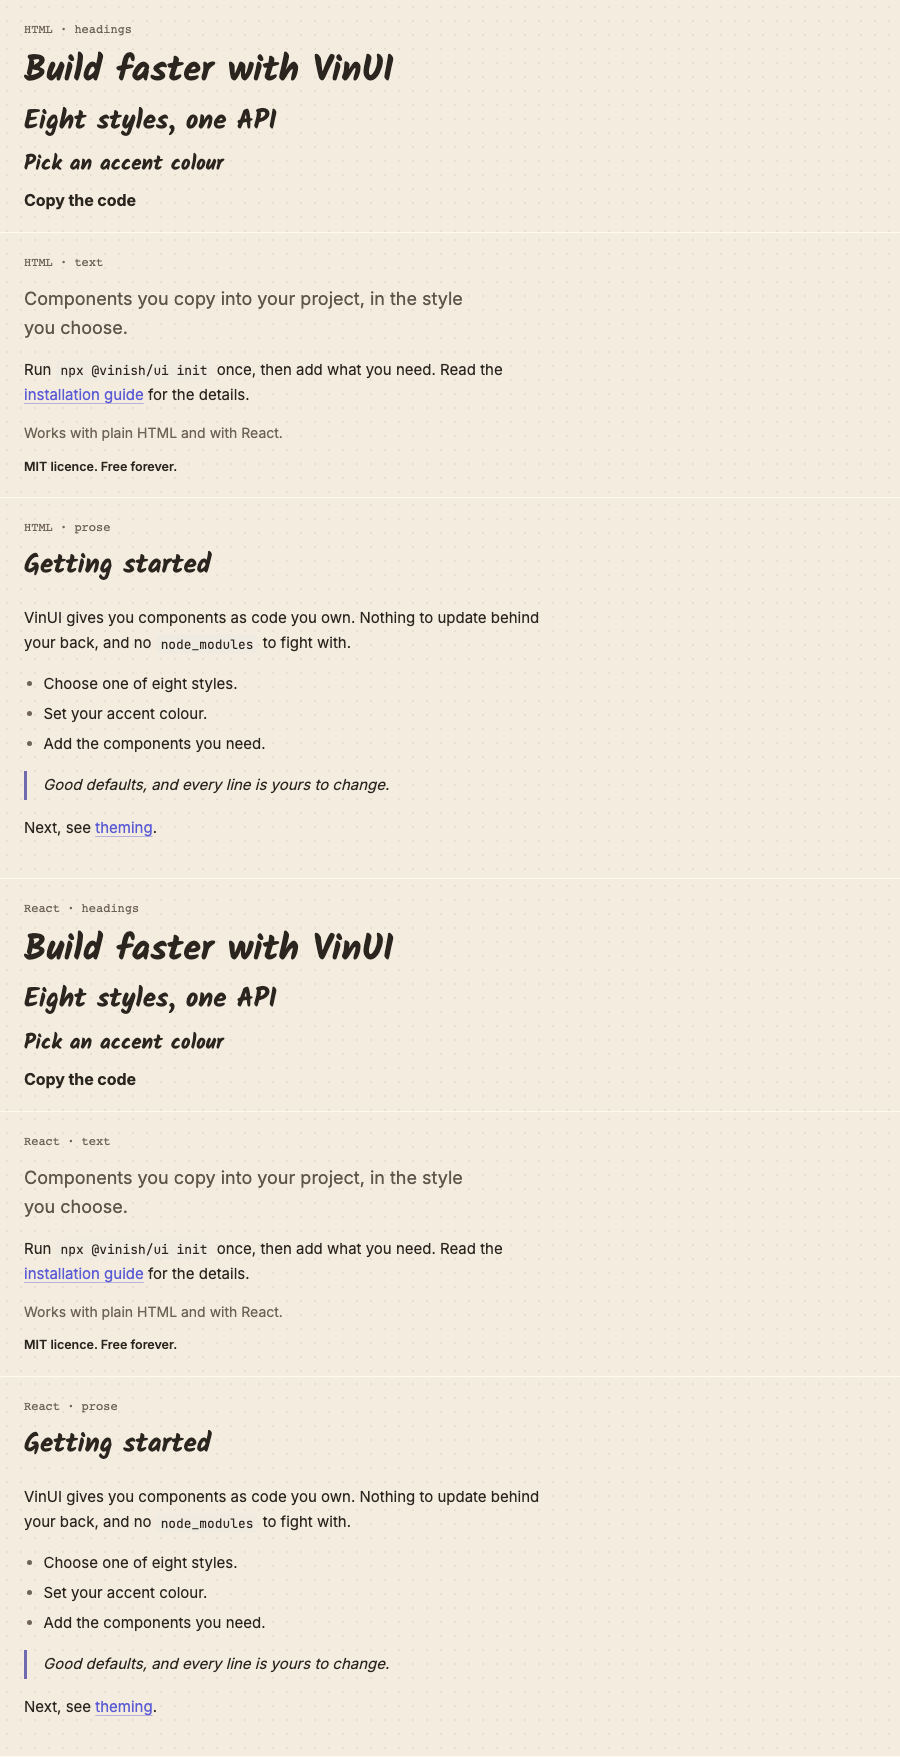 HTML · headings
Build faster with VinUI
Eight styles, one API
Pick an accent colour
Copy the code
HTML · text
Components you copy into your project, in the style
you choose.
Run npx @vinish/ui init once, then add what you need. Read the
installation guide for the details.
Works with plain HTML and with React.
MIT licence. Free forever.
HTML · prose
Getting started
VinUI gives you components as code you own. Nothing to update behind
your back, and no node_modules to fight with.
• Choose one of eight styles.
• Set your accent colour.
• Add the components you need.
Good defaults, and every line is yours to change.
Next, see theming.
React · headings
Build faster with VinUI
Eight styles, one API
Pick an accent colour
Copy the code
React · text
Components you copy into your project, in the style
you choose.
Run npx @vinish/ui init once, then add what you need. Read the
installation guide for the details.
Works with plain HTML and with React.
MIT licence. Free forever.
React · prose
Getting started
VinUI gives you components as code you own. Nothing to update behind
your back, and no node_modules to fight with.
• Choose one of eight styles.
• Set your accent colour.
• Add the components you need.
Good defaults, and every line is yours to change.
Next, see theming.